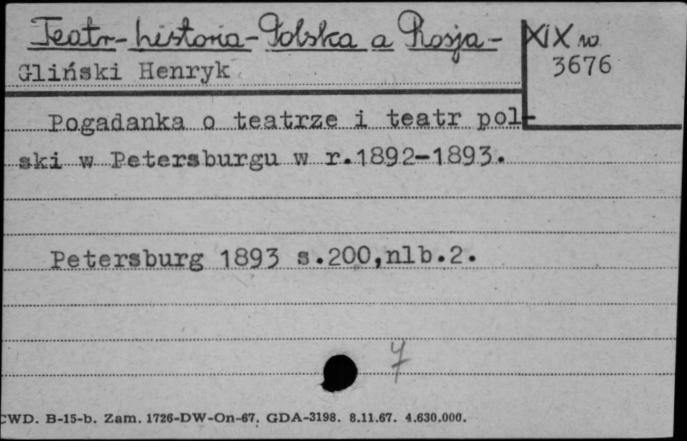 Teatr-historia-Polska a Rosja- XIX w
Gliński Henryk 3676
Pogadanka o teatrze i teatr pol-
ski w Petersburgu w r.1892-1893.
Petersburg 1893 s.200,nlb.2.
7
CWD. B-15-b. Zam. 1726-DW-On-67. GDA-3198. 8.11.67. 4.630.000.